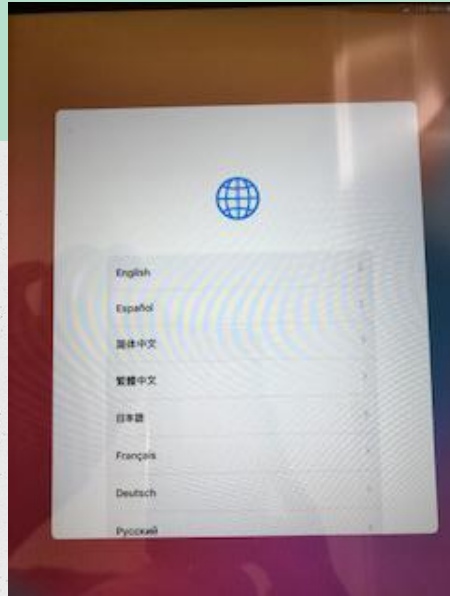 English
Español
简体中文
繁體中文
日本語
Français
Deutsch
Русский